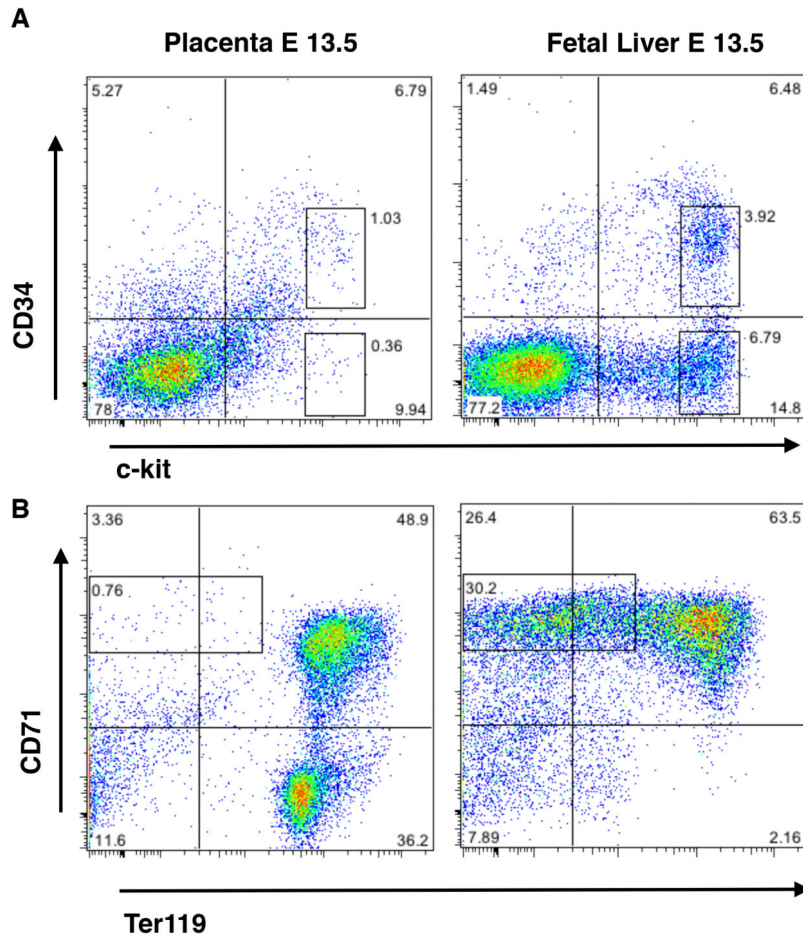 A
Placenta E 13.5
Fetal Liver E 13.5
5.27
6.79
1.03
0.36
78
9.94
1.49
6.48
3.92
6.79
77.2
14.8
CD34
c-kit
B
3.36
48.9
0.76
11.6
36.2
26.4
63.5
30.2
7.89
2.16
CD71
Ter119